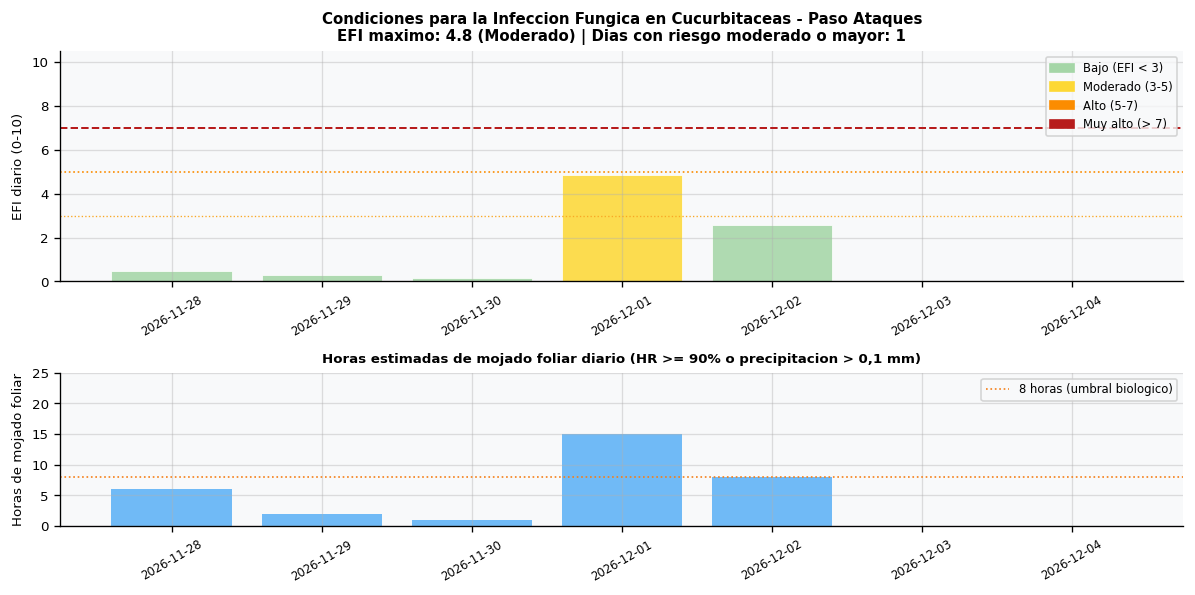 Condiciones para la Infeccion Fungica en Cucurbitaceas - Paso Ataques
EFI maximo: 4.8 (Moderado) | Dias con riesgo moderado o mayor: 1
EFI diario (0-10)
10
8
6
4
2
0
Bajo (EFI < 3)
Moderado (3-5)
Alto (5-7)
Muy alto (> 7)
2026-11-28
2026-11-29
2026-11-30
2026-12-01
2026-12-02
2026-12-03
2026-12-04
Horas estimadas de mojado foliar diario (HR >= 90% o precipitacion > 0,1 mm)
Horas de mojado foliar
25
20
15
10
5
0
8 horas (umbral biologico)
2026-11-28
2026-11-29
2026-11-30
2026-12-01
2026-12-02
2026-12-03
2026-12-04